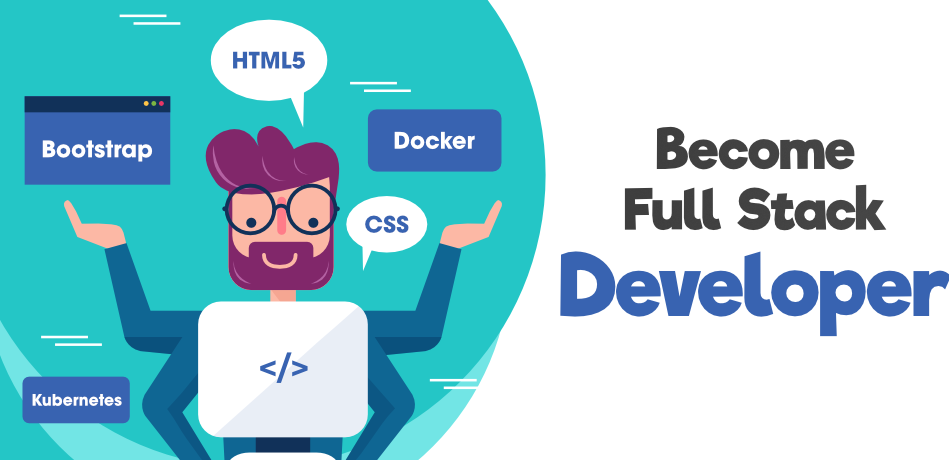 HTML5
Bootstrap
Docker
CSS
</>
Kubernetes
Become
Full Stack
Developer